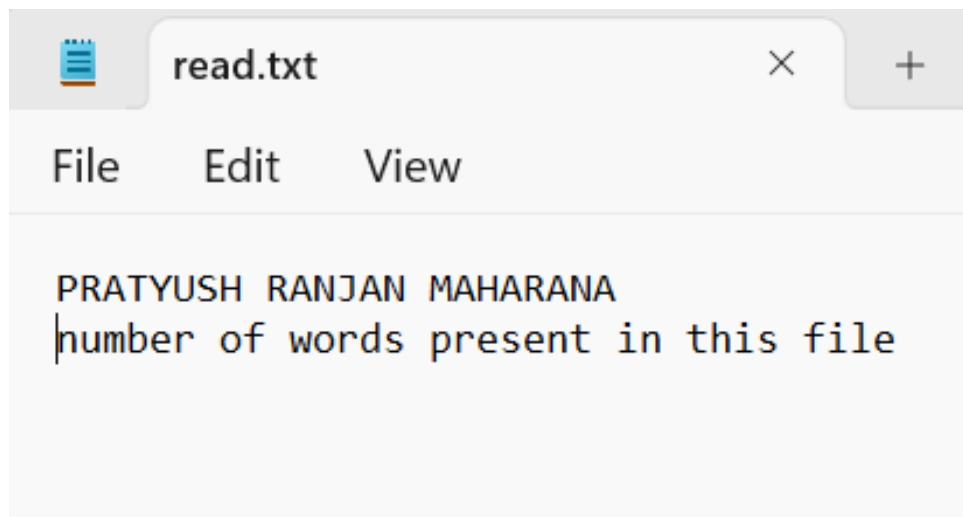 read.txt
File Edit View
PRATYUSH RANJAN MAHARANA
number of words present in this file